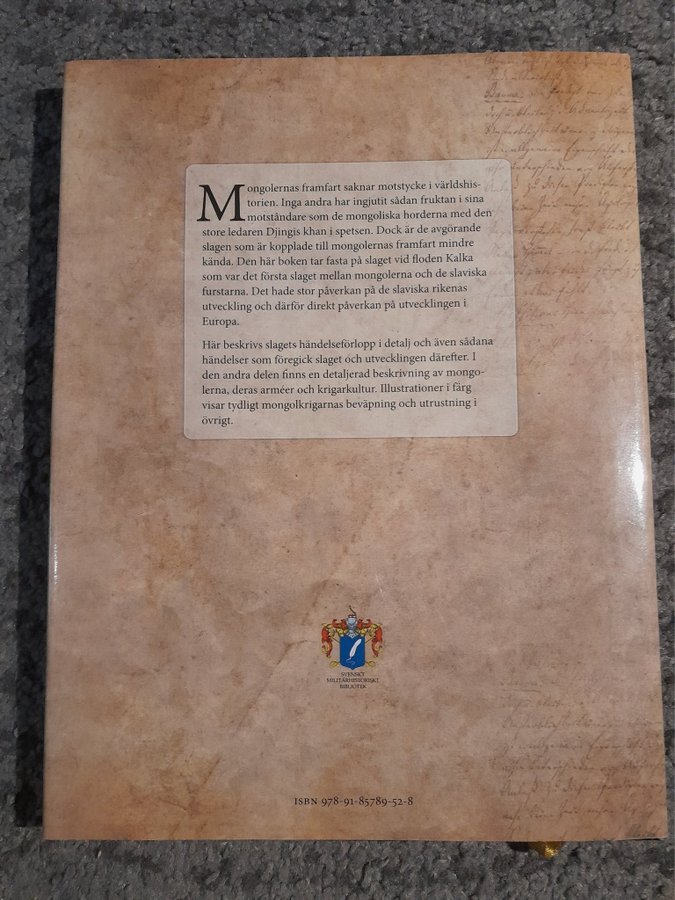 Mongolernas framfart saknar motstycke i världshis-
torien. Inga andra har ingjutit sådan fruktan i sina
motståndare som de mongoliska horderna med den
store ledaren Djingis khan i spetsen. Dock är de avgörande
slagen som är kopplade till mongolernas framfart mindre
kända. Den här boken tar fasta på slaget vid floden Kalka
som var det första slaget mellan mongolerna och de slaviska
furstarna. Det hade stor påverkan på de slaviska rikenas
utveckling och därför direkt påverkan på utvecklingen i
Europa.
Här beskrivs slagets händelseförlopp i detalj och även sådana
händelser som föregick slaget och utvecklingen därefter. I
den andra delen finns en detaljerad beskrivning av mongo-
lerna, deras arméer och krigarkultur. Illustrationer i färg
visar tydligt mongolkrigarnas beväpning och utrustning i
övrigt.
SVENSKT
MILITÄRHISTORISKT
BIBLIOTEK
ISBN 978-91-85789-52-8